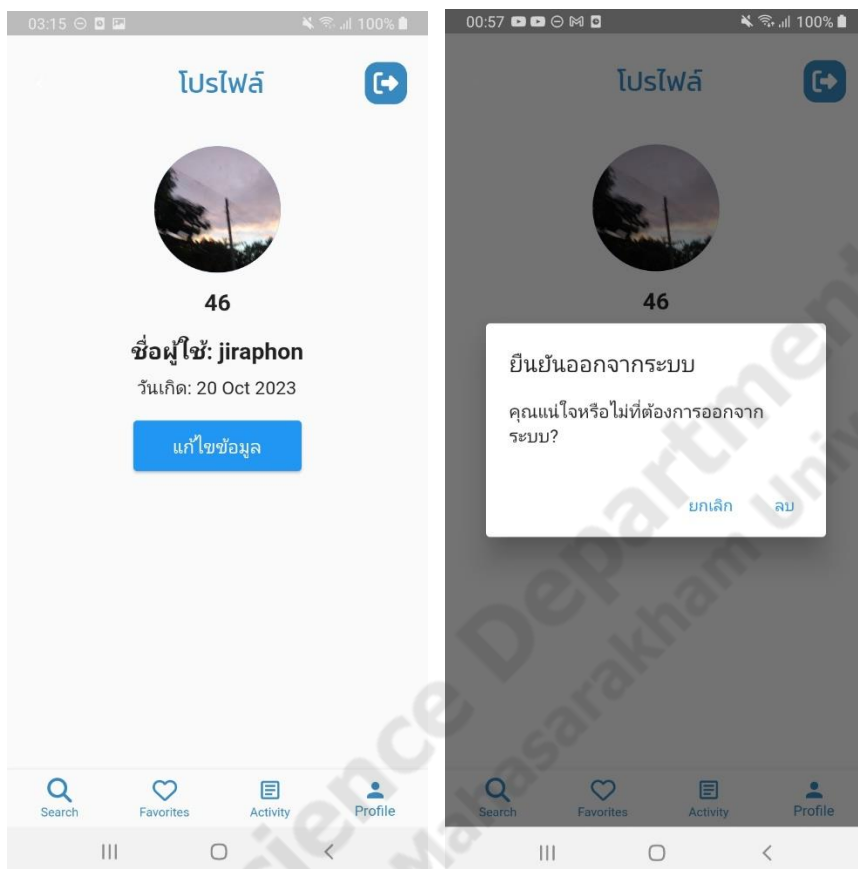 03:15
100%
โปรไฟล์
46
ชื่อผู้ใช้: jiraphon
วันเกิด: 20 Oct 2023
แก้ไขข้อมูล
Search Favorites Activity Profile
00:57
100%
โปรไฟล์
46
ยืนยันออกจากระบบ
คุณแน่ใจหรือไม่ที่ต้องการออกจาก
ระบบ?
ยกเลิก ลบ
Search Favorites Activity Profile
ience Department
Mahasarakham Univ